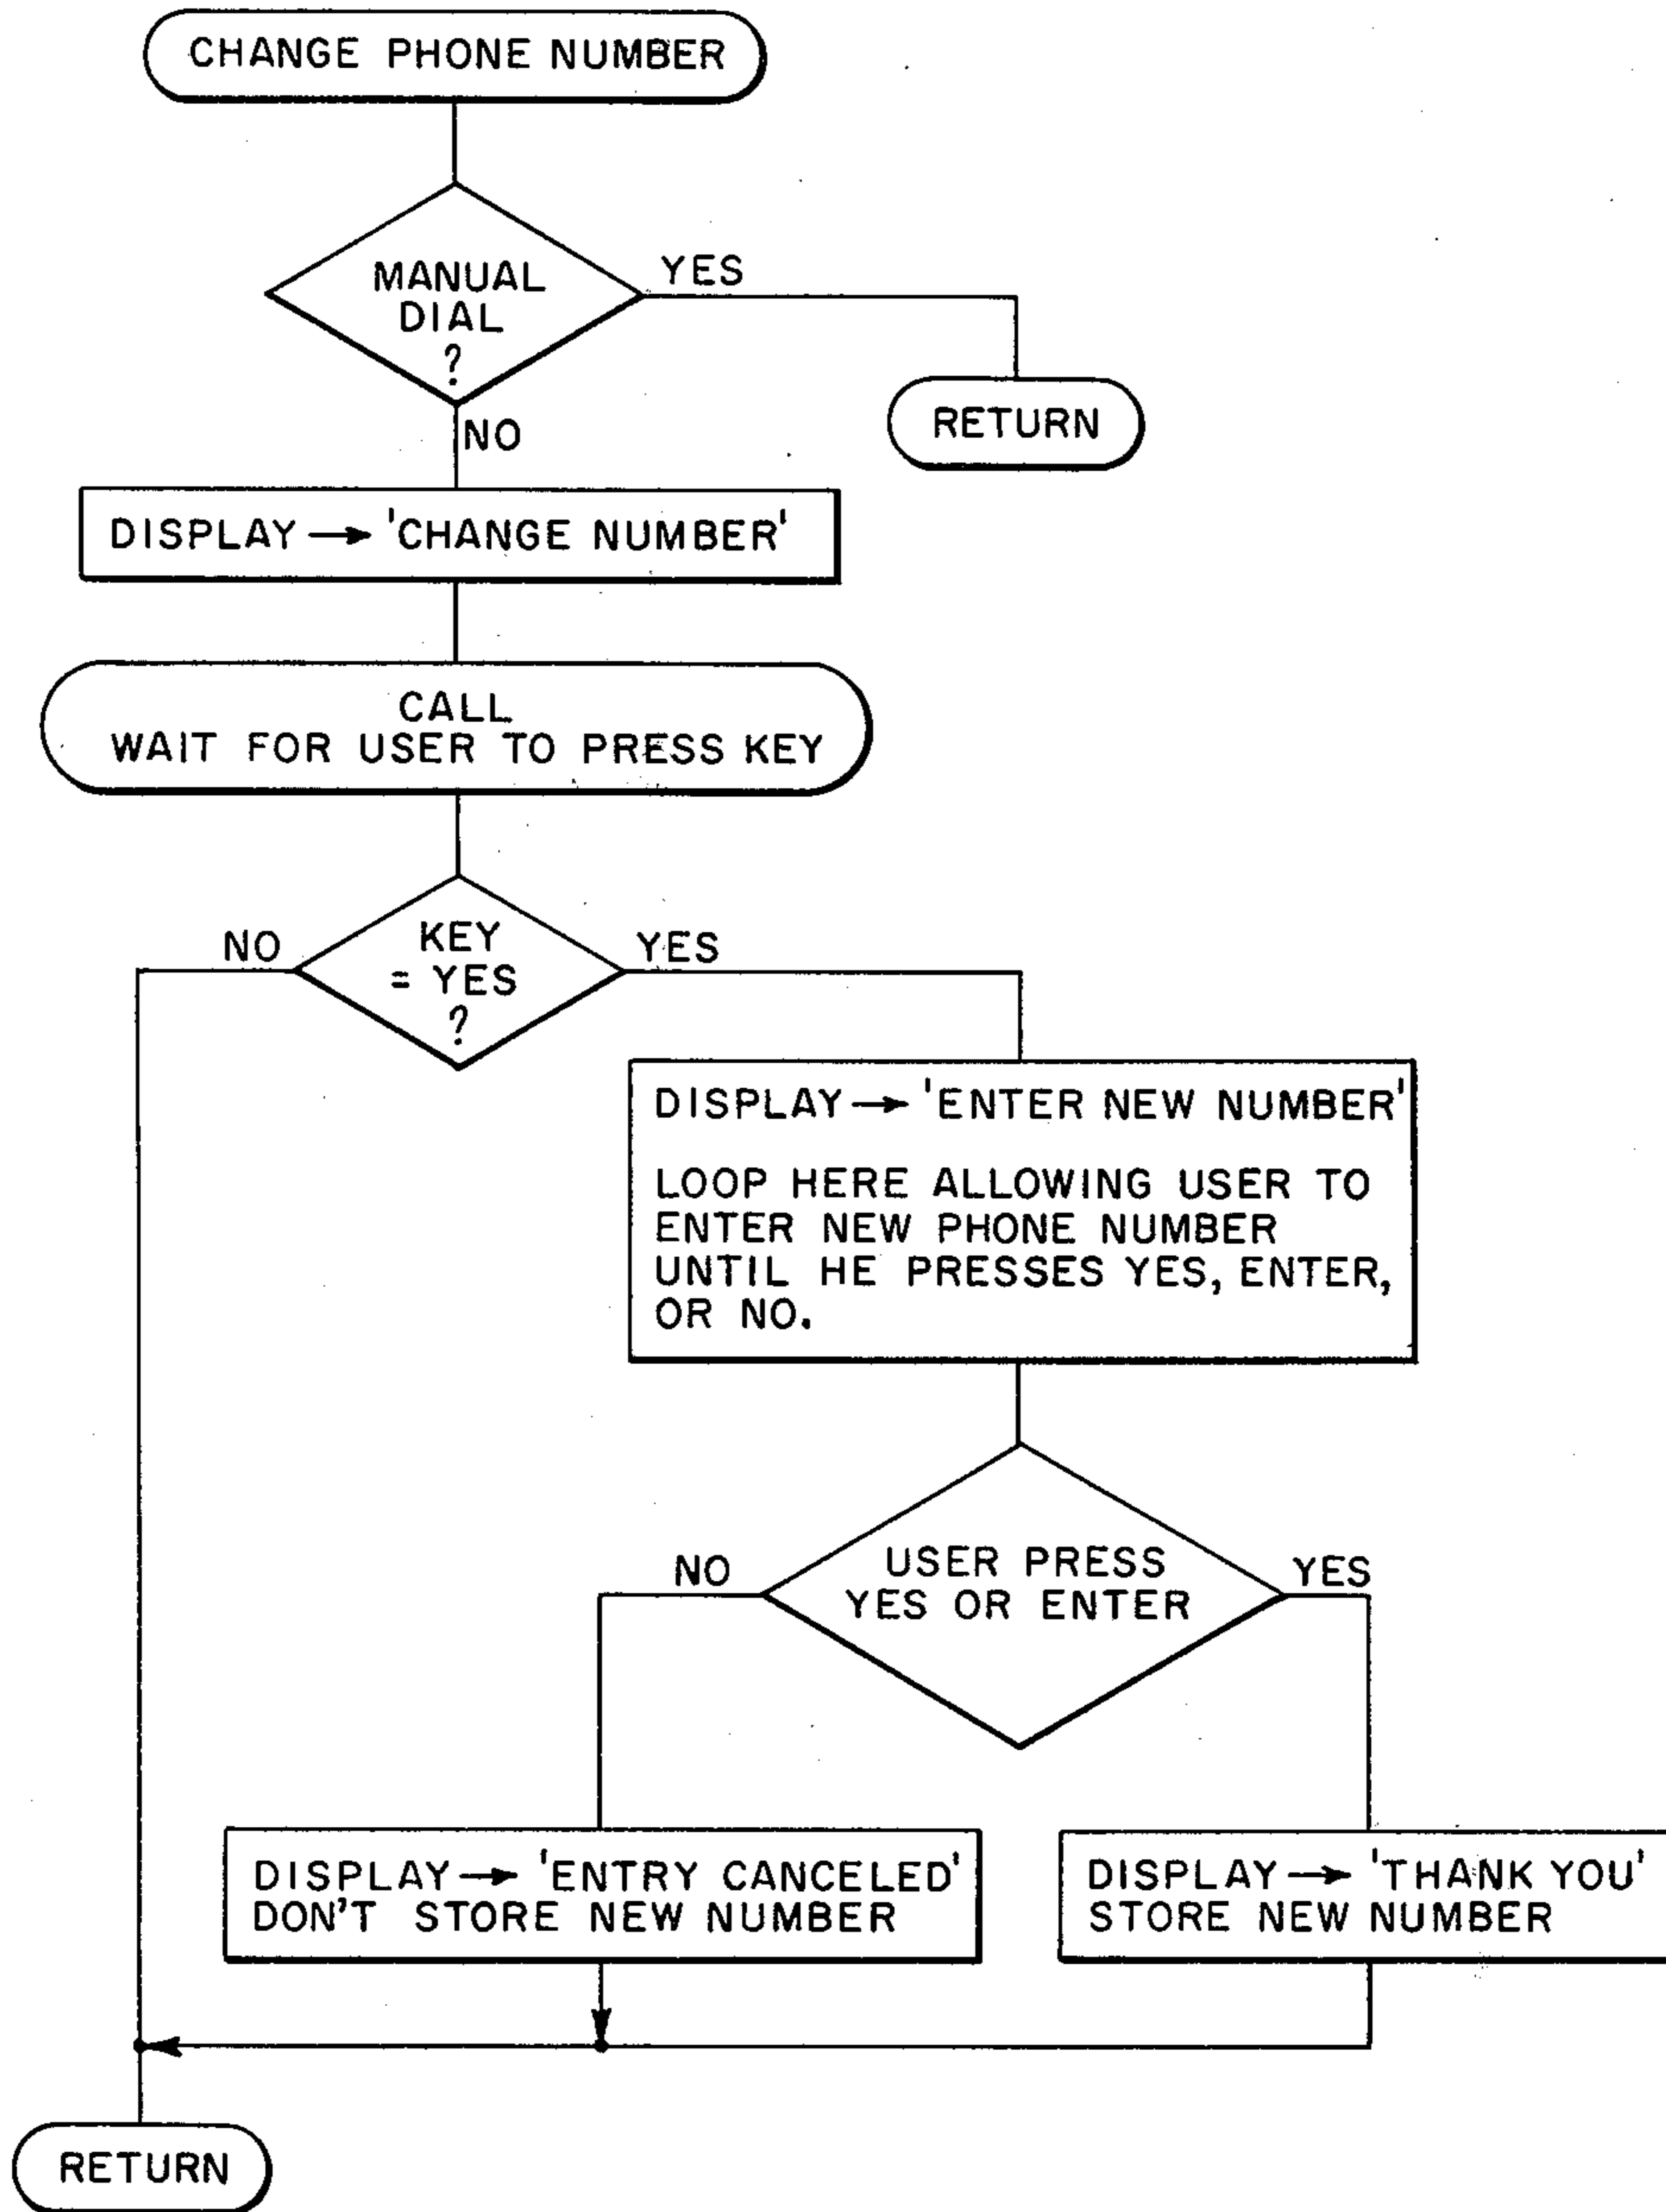 CHANGE PHONE NUMBER
MANUAL
DIAL
?
YES
RETURN
NO
DISPLAY → 'CHANGE NUMBER'
CALL
WAIT FOR USER TO PRESS KEY
NO
KEY
= YES
?
YES
DISPLAY → 'ENTER NEW NUMBER'
LOOP HERE ALLOWING USER TO
ENTER NEW PHONE NUMBER
UNTIL HE PRESSES YES, ENTER,
OR NO.
NO
USER PRESS
YES OR ENTER
YES
DISPLAY → 'ENTRY CANCELED'
DON'T STORE NEW NUMBER
DISPLAY → 'THANK YOU'
STORE NEW NUMBER
RETURN